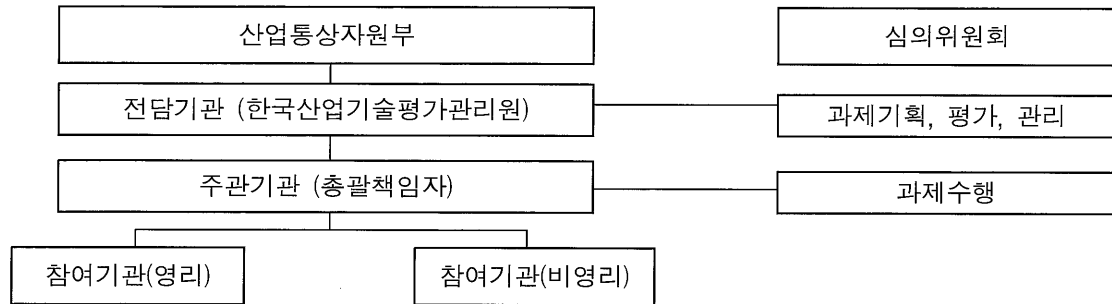 산업통상자원부
심의위원회
전담기관 (한국산업기술평가관리원)
과제기획, 평가, 관리
주관기관 (총괄책임자)
과제수행
참여기관(영리)
참여기관(비영리)